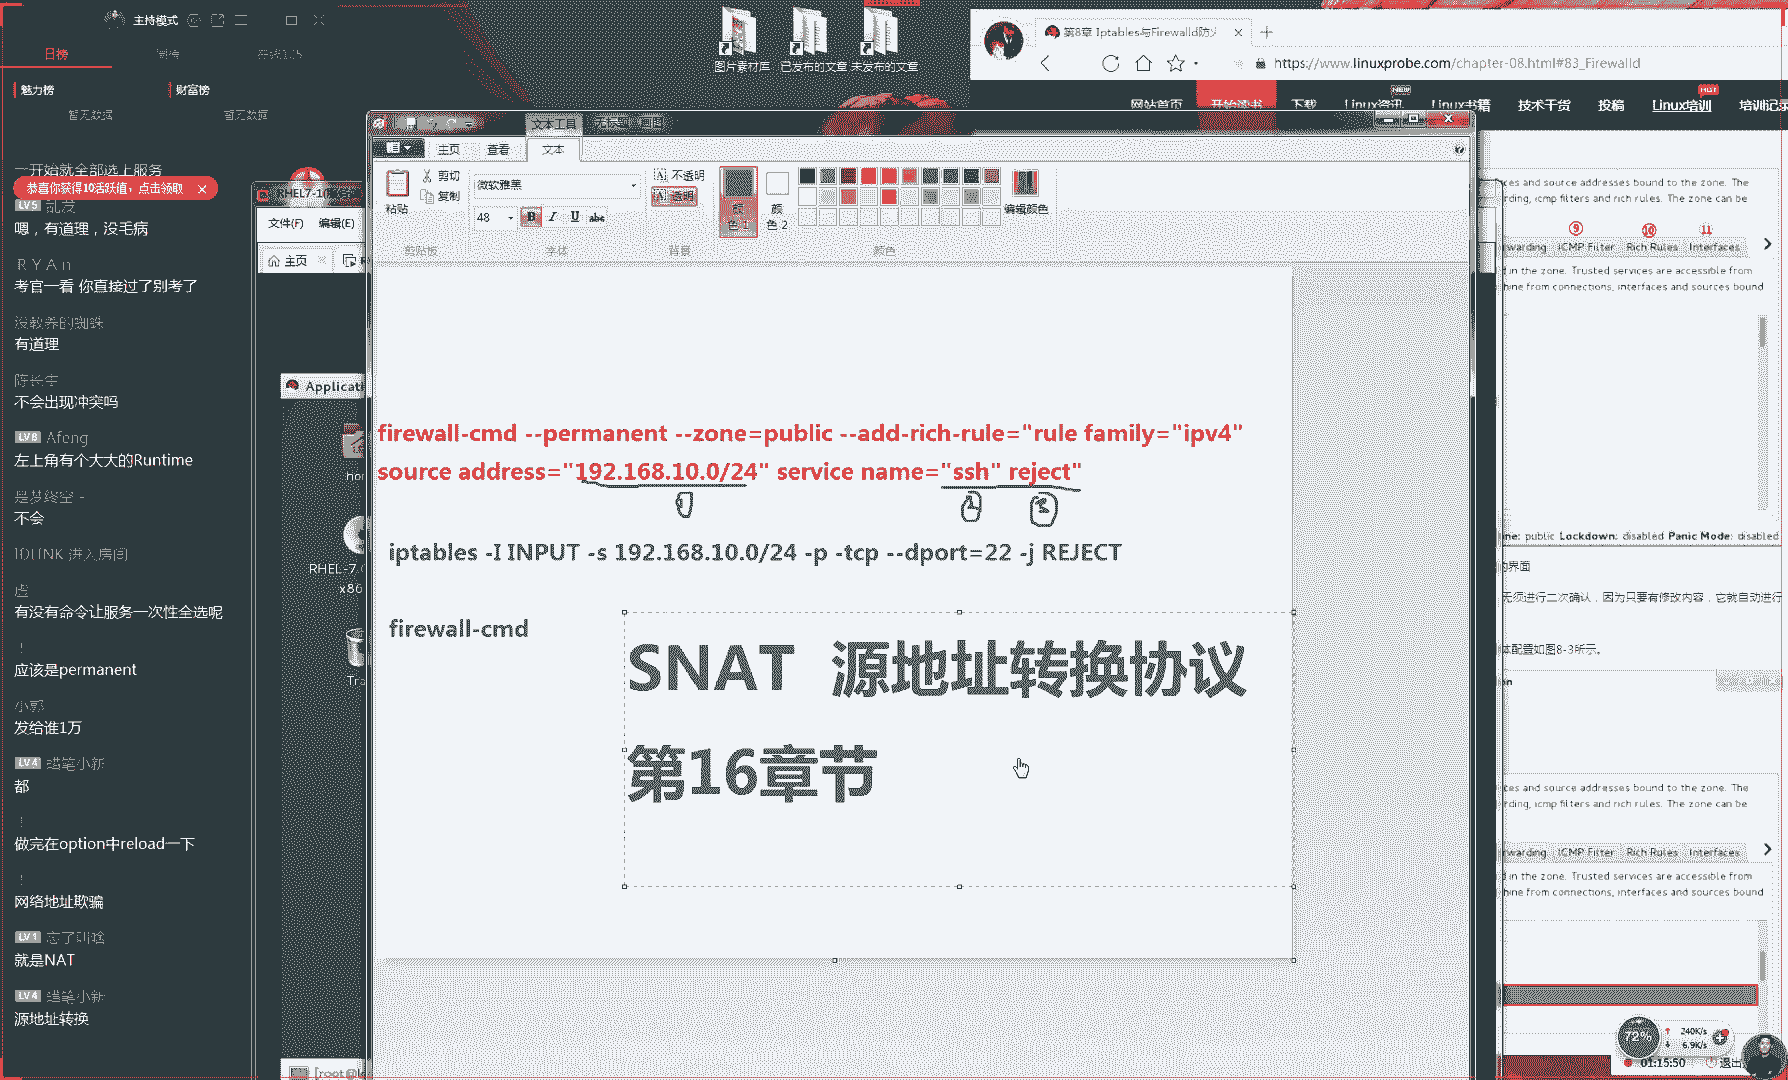 主持模式
日榜
魅力榜
财富榜
暂无数据
暂无数据
一开始就全部选上服务
恭喜你获得10活跃值，点击领取
LV5 乱发
嗯，有道理，没毛病
R Y A n
考官一看 你直接过了别考了
没教养的蜘蛛
有道理
陈长生
不会出现冲突吗
LV8 Afeng
左上角有个大大的Runtime
是梦终空 -
不会
IDLINK 进入房间
虚
有没有命令让服务一次性全选呢
!
应该是permanent
小郭
发给谁1万
LV4 蜡笔小新
都
!
做完在option中reload一下
!
网络地址欺骗
LV1 忘了叫啥
就是NAT
LV4 蜡笔小新
源地址转换
图片素材库
已发布的文章
未发布的文章
第8章 Iptables与Firewalld防火
https://www.linuxprobe.com/chapter-08.html#83_Firewalld
网站首页
开始读书
下载
Linux资讯
Linux书籍
技术干货
投稿
Linux培训
培训记录
文件(F)
编辑(E)
主页
Applicati
RHEL-7.
x86
Tra
文本工具
主页
查看
文本
粘贴
剪切
复制
剪贴板
微软雅黑
48
B I U abc
字体
不透明
透明
背景
颜色 1
颜色 2
编辑颜色
颜色
firewall-cmd --permanent --zone=public --add-rich-rule="rule family="ipv4"
source address="192.168.10.0/24" service name="ssh" reject"
iptables -I INPUT -s 192.168.10.0/24 -p -tcp --dport=22 -j REJECT
firewall-cmd
SNAT 源地址转换协议
第16章节
ces and source addresses bound to the zone. The
rding, icmp filters and rich rules. The zone can be
⑨ ⑩ 11
rwarding ICMP Filter Rich Rules Interfaces
d in the zone. Trusted services are accessible from
hine from connections, interfaces and sources bound
ne: public Lockdown: disabled Panic Mode: disabled
的界面
无须进行二次确认，因为只要有修改内容，它就自动进行
体配置如图8-3所示。
on
ces and source addresses bound to the zone. The
rding, icmp filters and rich rules. The zone can be
rwarding ICMP Filter Rich Rules Interfaces
d in the zone. Trusted services are accessible from
hine from connections, interfaces and sources bound
72%
240K/s
6.9K/s
01:15:50
退出